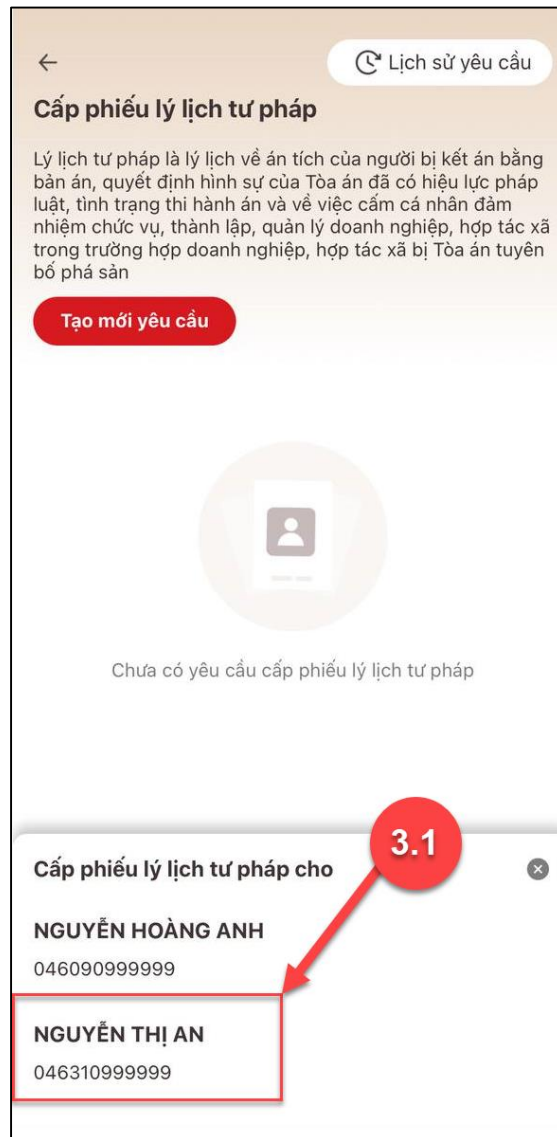 Lịch sử yêu cầu
Cấp phiếu lý lịch tư pháp
Lý lịch tư pháp là lý lịch về án tích của người bị kết án bằng
bản án, quyết định hình sự của Tòa án đã có hiệu lực pháp
luật, tình trạng thi hành án và về việc cấm cá nhân đảm
nhiệm chức vụ, thành lập, quản lý doanh nghiệp, hợp tác xã
trong trường hợp doanh nghiệp, hợp tác xã bị Tòa án tuyên
bố phá sản
Tạo mới yêu cầu
Chưa có yêu cầu cấp phiếu lý lịch tư pháp
3.1
Cấp phiếu lý lịch tư pháp cho
NGUYỄN HOÀNG ANH
046090999999
NGUYỄN THỊ AN
046310999999